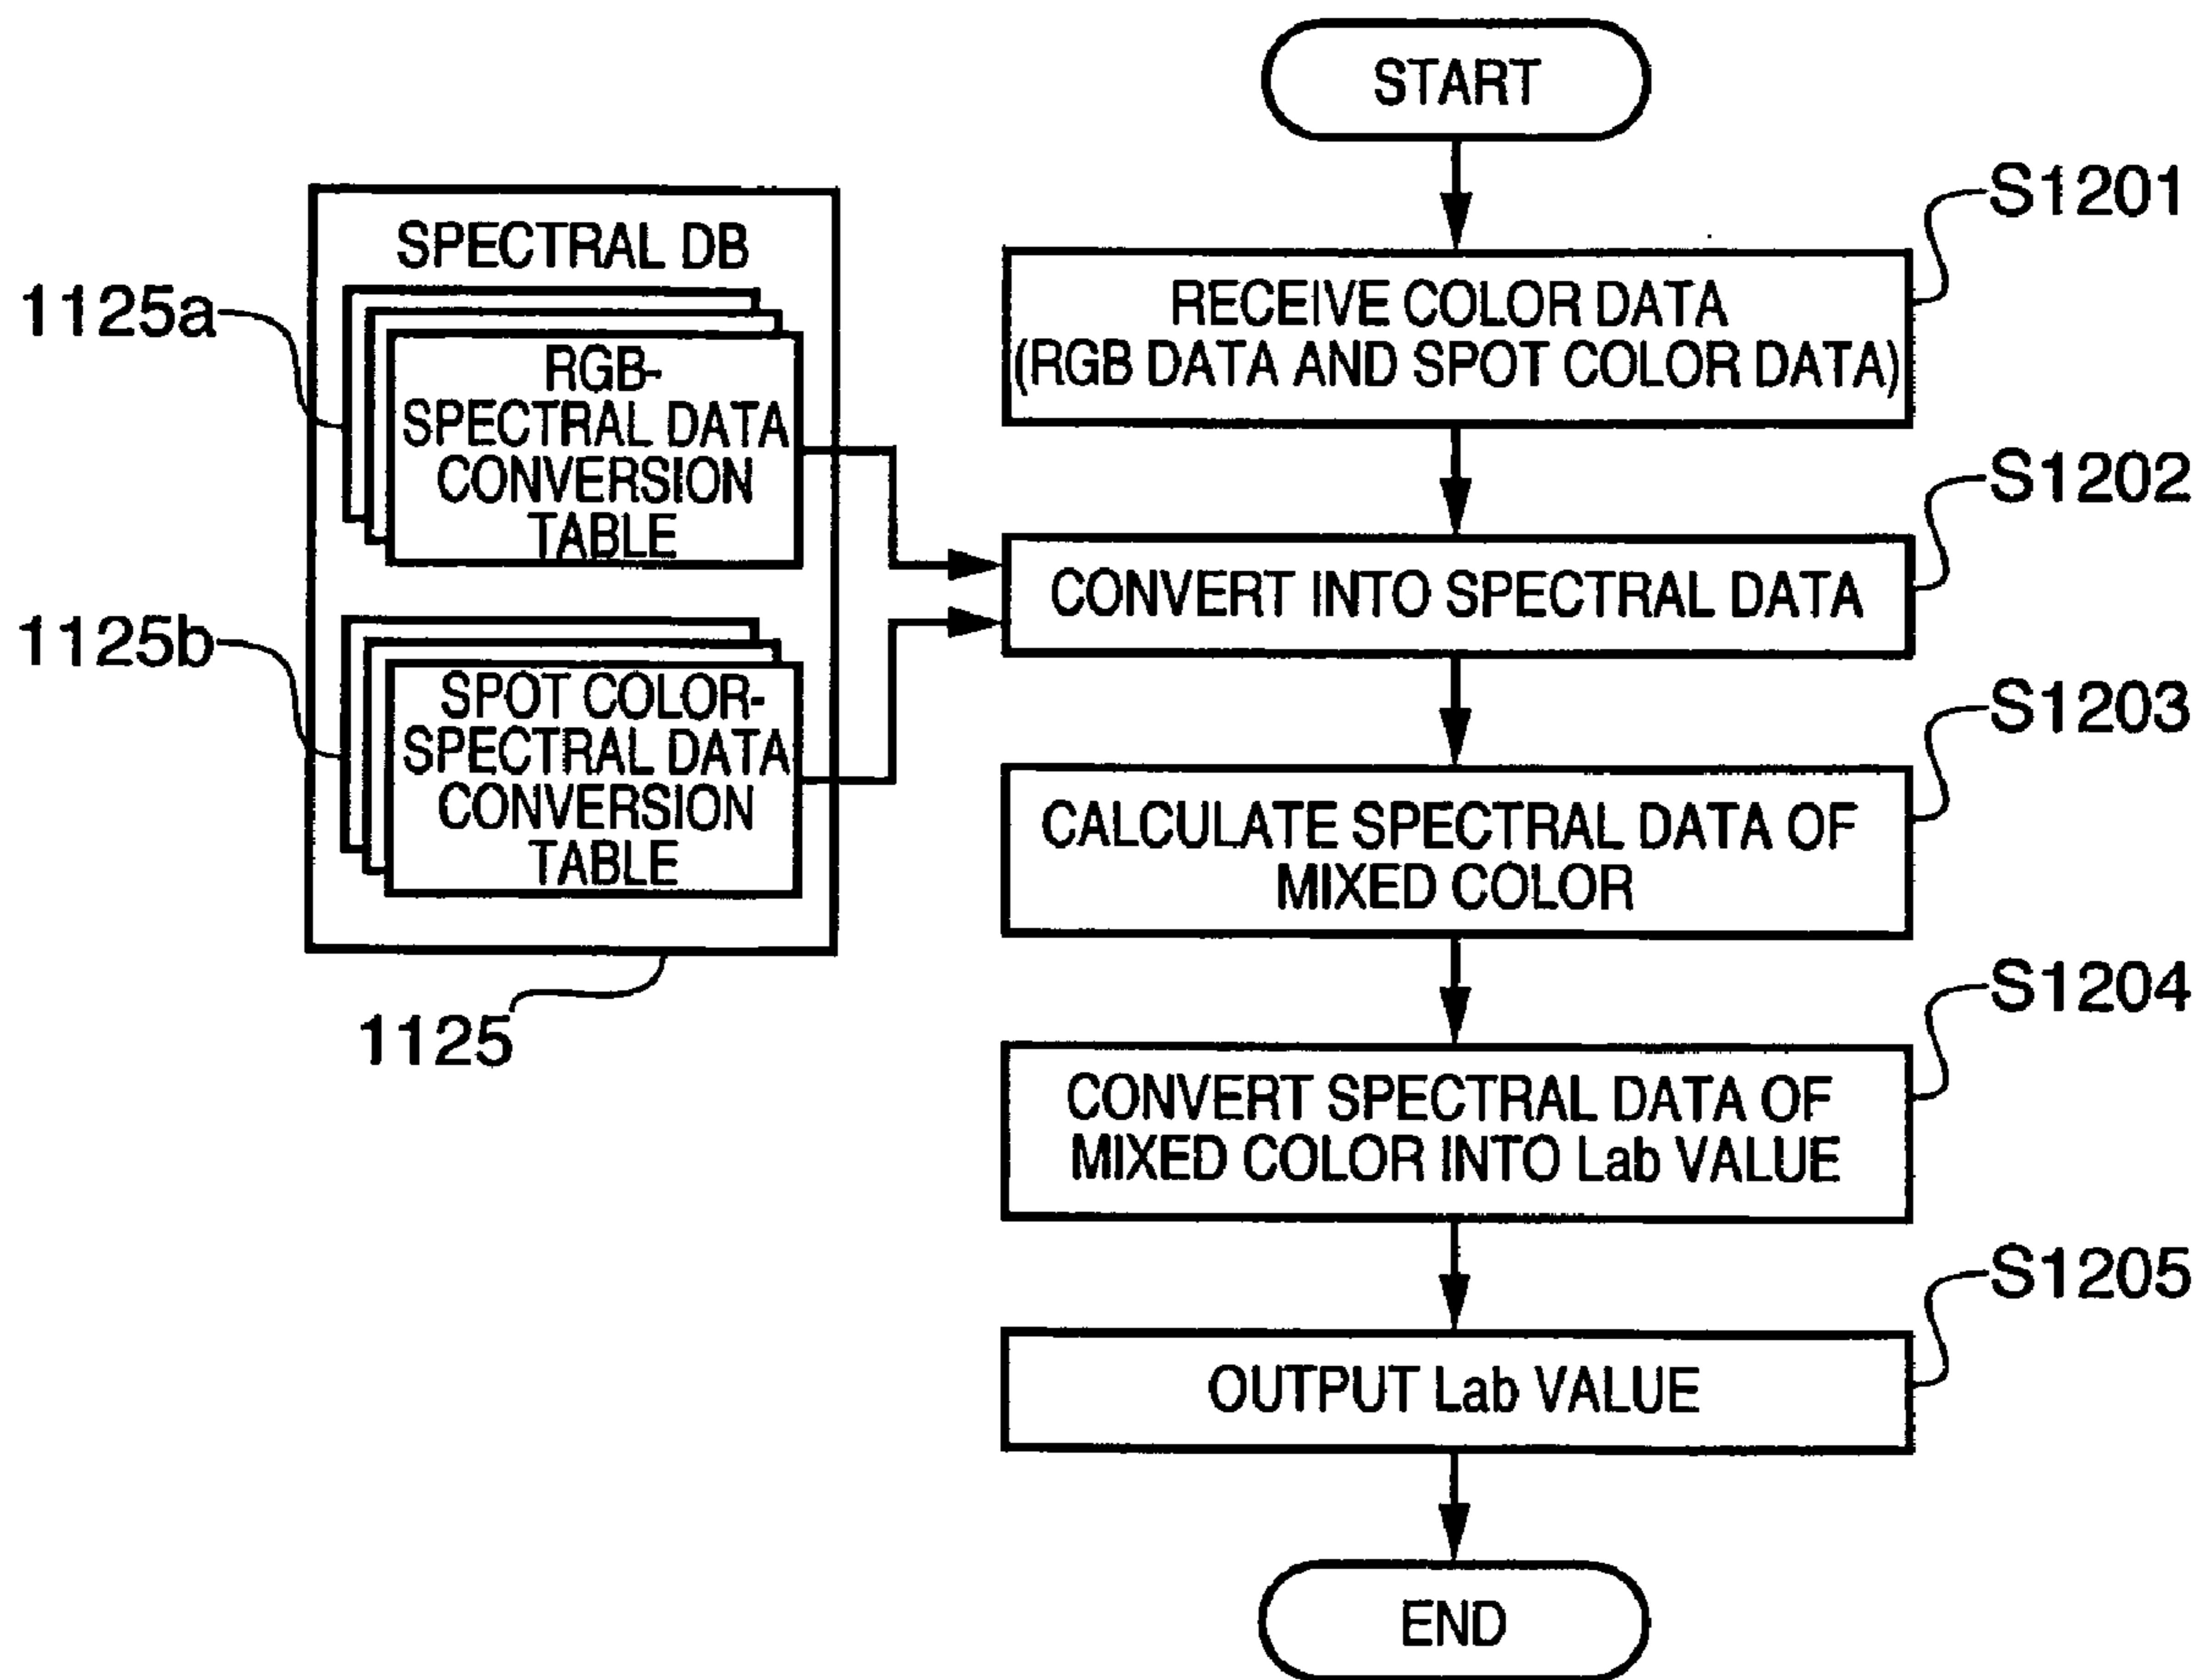 START
S1201
RECEIVE COLOR DATA
(RGB DATA AND SPOT COLOR DATA)
SPECTRAL DB
1125a
RGB-
SPECTRAL DATA
CONVERSION
TABLE
S1202
CONVERT INTO SPECTRAL DATA
1125b
SPOT COLOR-
SPECTRAL DATA
CONVERSION
TABLE
1125
S1203
CALCULATE SPECTRAL DATA OF
MIXED COLOR
S1204
CONVERT SPECTRAL DATA OF
MIXED COLOR INTO Lab VALUE
S1205
OUTPUT Lab VALUE
END